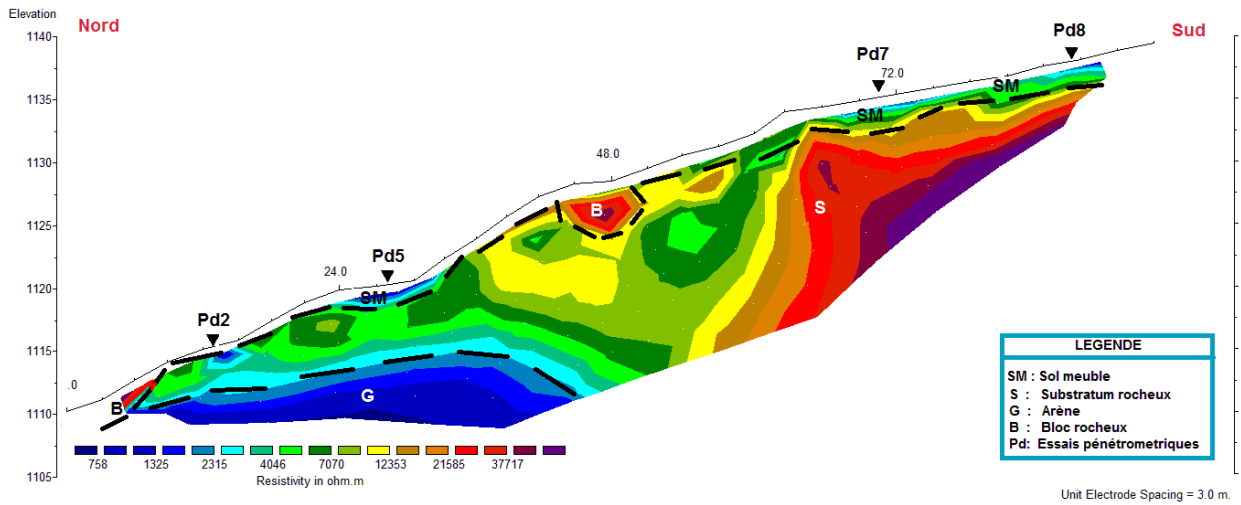 Elevation
Nord
Sud
1140
1135
1130
1125
1120
1115
1110
1105
Pd8
Pd7
72.0
SM
SM
48.0
B
S
Pd5
24.0
SM
Pd2
.0
B
G
758 1325 2315 4046 7070 12353 21585 37717
Resistivity in ohm.m
LEGENDE
SM : Sol meuble
S : Substratum rocheux
G : Arène
B : Bloc rocheux
Pd: Essais pénétrometriques
Unit Electrode Spacing = 3.0 m.